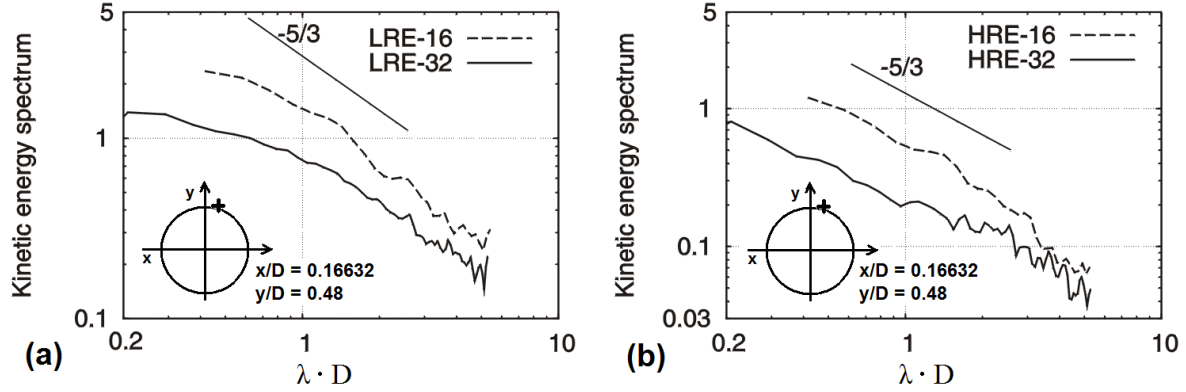 5
Kinetic energy spectrum
1
0.1
-5/3
LRE-16
LRE-32
y
x
x/D = 0.16632
y/D = 0.48
0.2
1
10
(a)
λ · D
5
Kinetic energy spectrum
1
0.1
0.03
-5/3
HRE-16
HRE-32
y
x
x/D = 0.16632
y/D = 0.48
0.2
1
10
(b)
λ · D